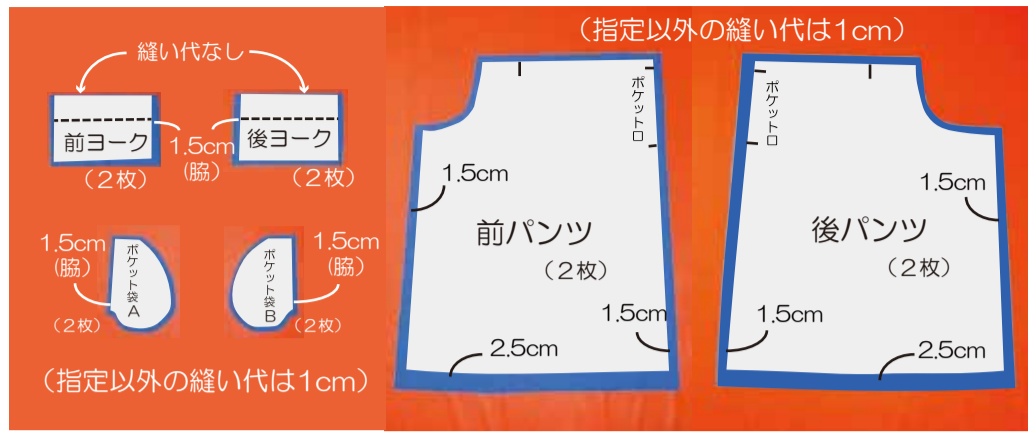 縫い代なし
前ヨーク
(2枚)
1.5cm
(脇)
後ヨーク
(2枚)
1.5cm
(脇)
ポケット袋A
(2枚)
1.5cm
(脇)
ポケット袋B
(2枚)
(指定以外の縫い代は1cm)
(指定以外の縫い代は1cm)
ポケット口
1.5cm
前パンツ
(2枚)
1.5cm
2.5cm
ポケット口
1.5cm
後パンツ
(2枚)
1.5cm
2.5cm